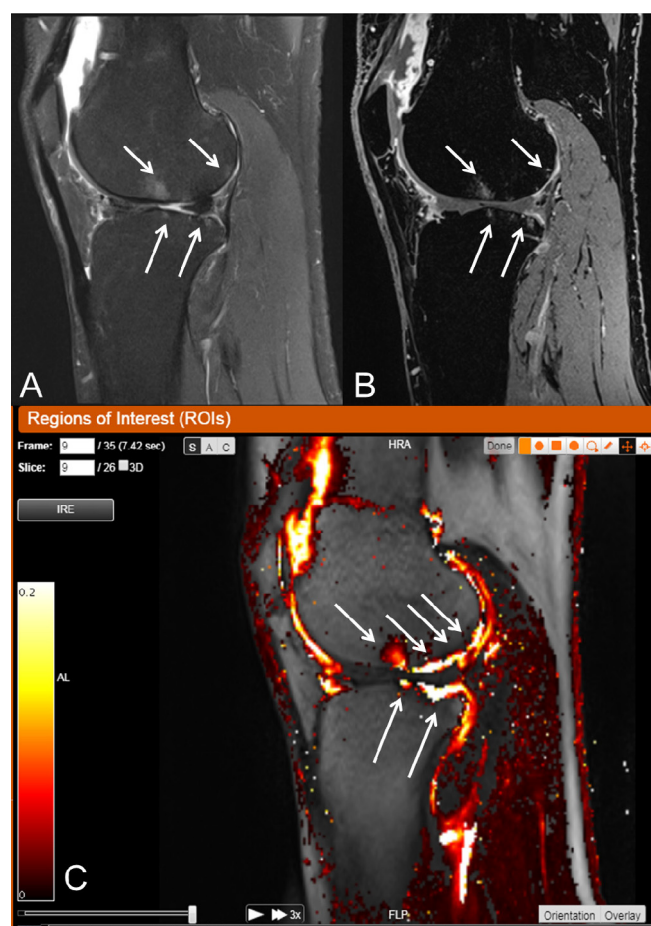 A
B
Regions of Interest (ROIs)
Frame: 9 / 35 (7.42 sec) S A C HRA Done
Slice: 9 / 26 3D
IRE
0.2
AL
0
C
3x FLP Orientation Overlay